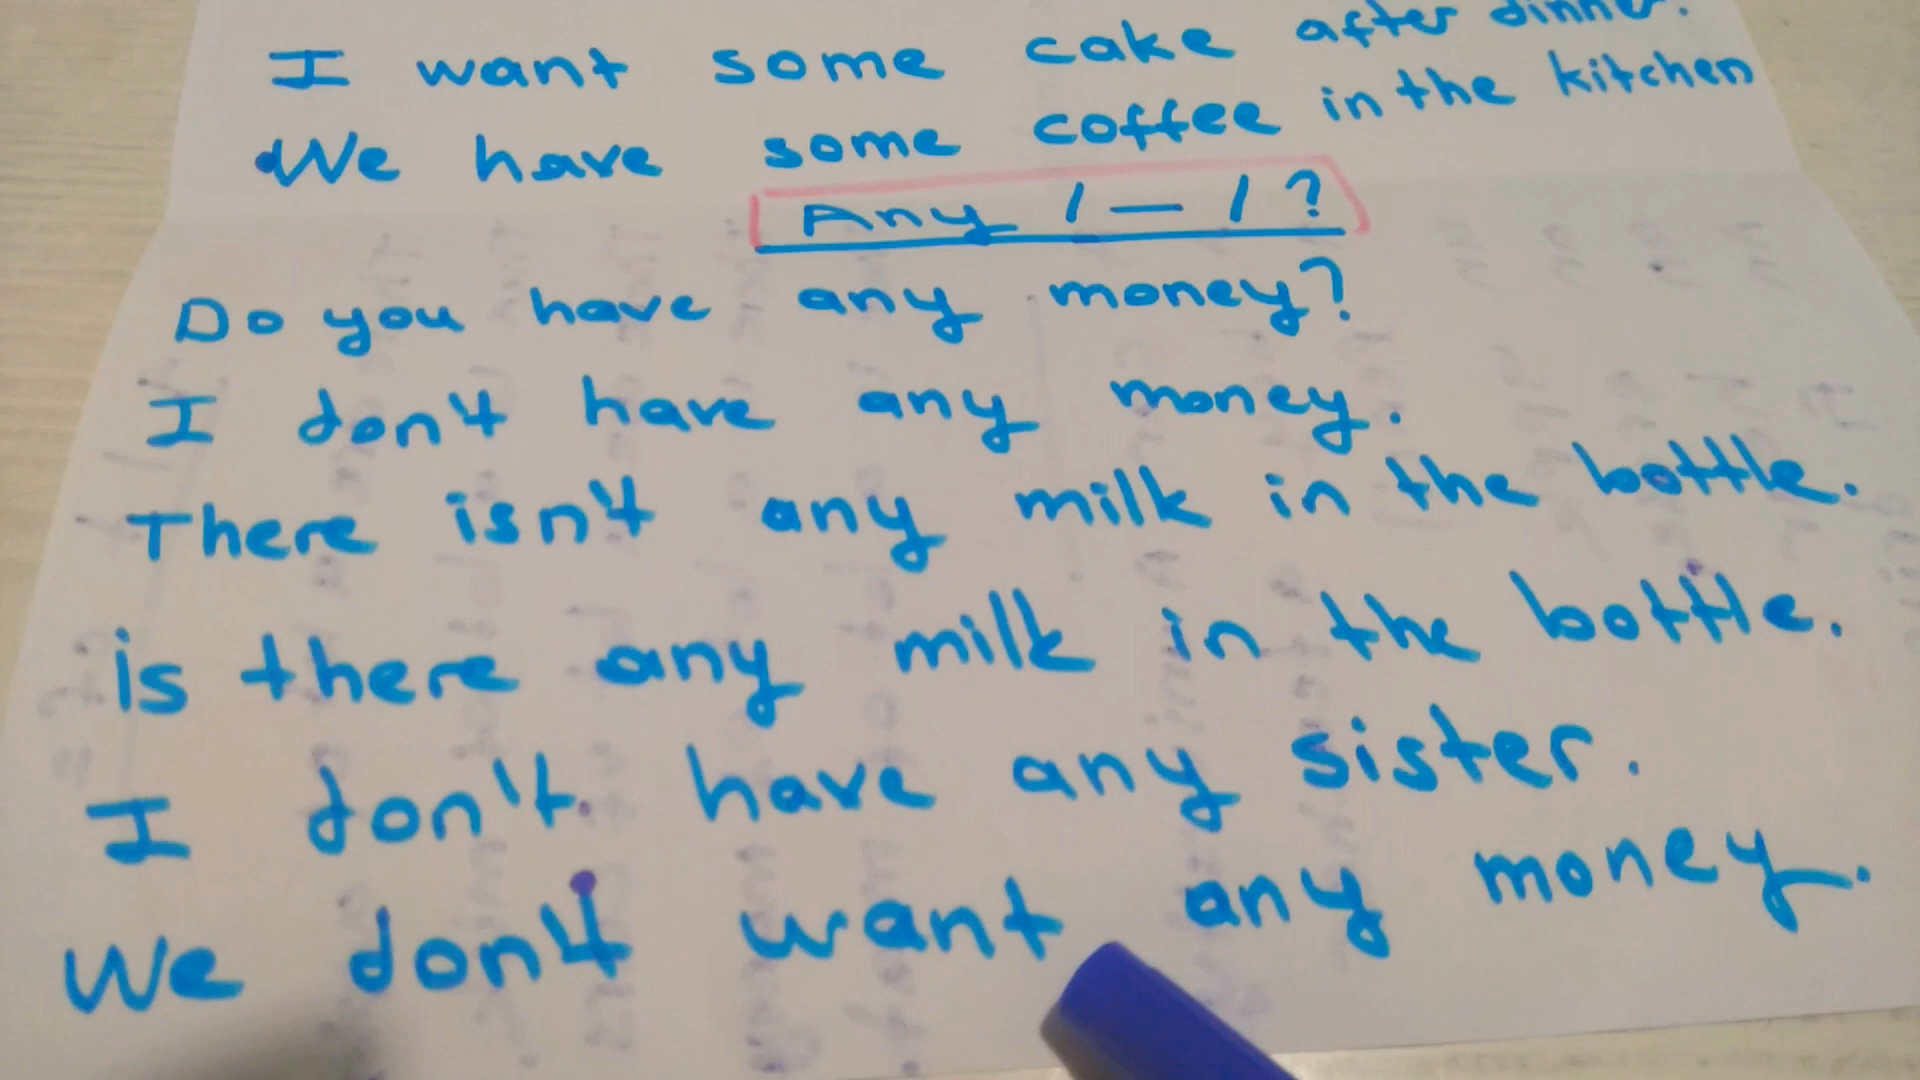 I want some cake after dinner.
We have some coffee in the kitchen
Any / — / ?
Do you have any money?
I don't have any money.
There isn't any milk in the bottle.
is there any milk in the bottle.
I don't have any sister.
We don't want any money.